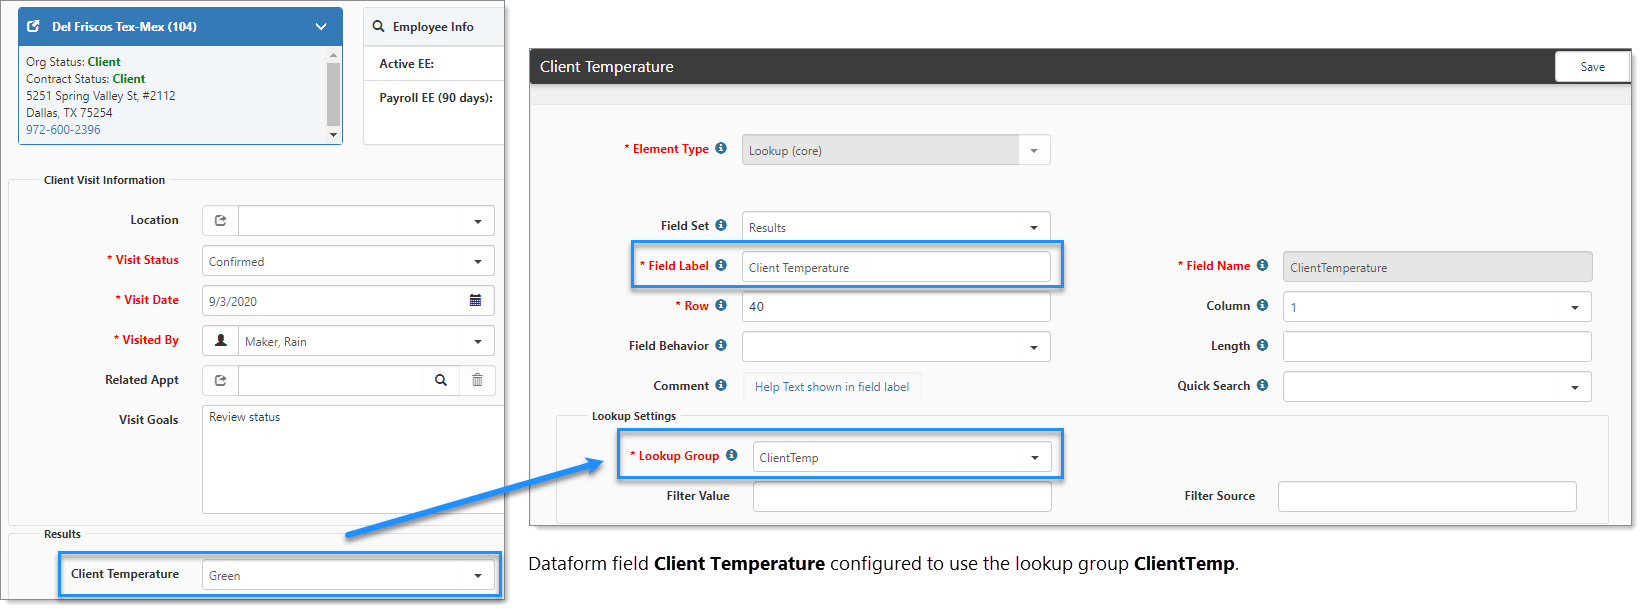 Del Friscos Tex-Mex (104)
Org Status: Client
Contract Status: Client
5251 Spring Valley St, #2112
Dallas, TX 75254
972-600-2396
Employee Info
Active EE:
Payroll EE (90 days):
Client Visit Information
Location
* Visit Status Confirmed
* Visit Date 9/3/2020
* Visited By Maker, Rain
Related Appt
Visit Goals Review status
Results
Client Temperature Green
Client Temperature Save
* Element Type Lookup (core)
Field Set Results
* Field Label Client Temperature * Field Name ClientTemperature
* Row 40 Column 1
Field Behavior Length
Comment Help Text shown in field label Quick Search
Lookup Settings
* Lookup Group ClientTemp
Filter Value Filter Source
Dataform field Client Temperature configured to use the lookup group ClientTemp.